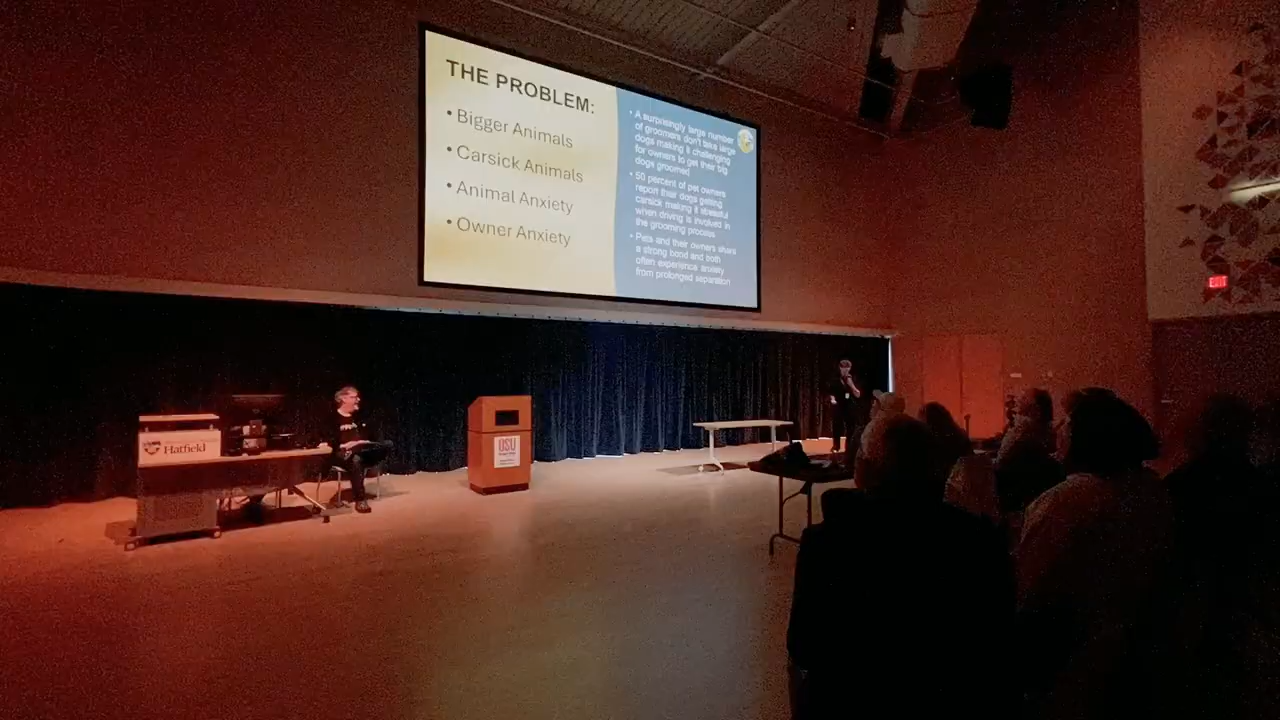 THE PROBLEM:
• Bigger Animals
• Carsick Animals
• Animal Anxiety
• Owner Anxiety
• A surprisingly large number
of groomers don't take large
dogs making it challenging
for owners to get their big
dogs groomed
• 50 percent of pet owners
report their dogs getting
carsick making it stressful
when driving is involved in
the grooming process
• Pets and their owners share
a strong bond and both
often experience anxiety
from prolonged separation
EXIT
Hatfield
OSU